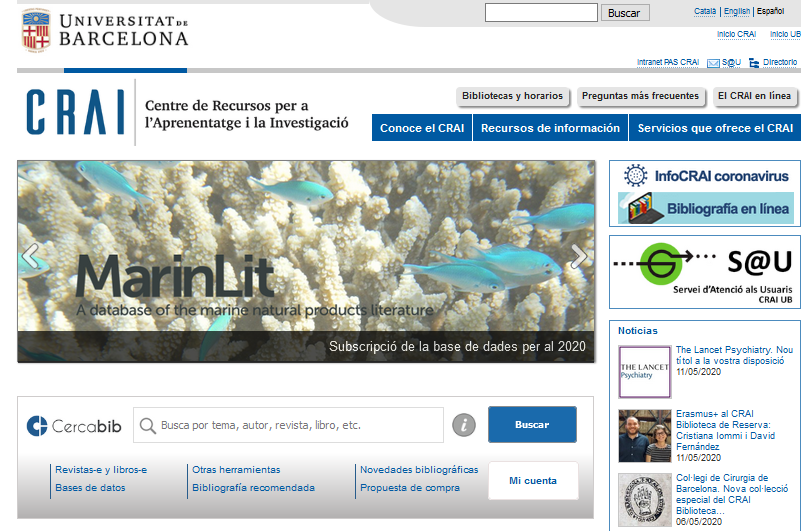 UNIVERSITAT DE
BARCELONA
Buscar
Català | English | Español
Inicio CRAI Inicio UB
Intranet PAS CRAI S@U Directorio
CRAI
Centre de Recursos per a
l'Aprenentatge i la Investigació
Bibliotecas y horarios Preguntas más frecuentes El CRAI en línea
Conoce el CRAI Recursos de información Servicios que ofrece el CRAI
MarinLit
A database of the marine natural products literature
Subscripció de la base de dades per al 2020
InfoCRAI coronavirus
Bibliografía en línea
S@U
Servei d'Atenció als Usuaris
CRAI UB
Noticias
THE LANCET
Psychiatry
The Lancet Psychiatry. Nou
títol a la vostra disposició
11/05/2020
Erasmus+ al CRAI
Biblioteca de Reserva:
Cristiana Iommi i David
Fernández
11/05/2020
Col·legi de Cirurgia de
Barcelona. Nova col·lecció
especial del CRAI
Biblioteca...
06/05/2020
Cercabib
Busca por tema, autor, revista, libro, etc.
i
Buscar
Revistas-e y libros-e Otras herramientas Novedades bibliográficas
Bases de datos Bibliografía recomendada Propuesta de compra
Mi cuenta